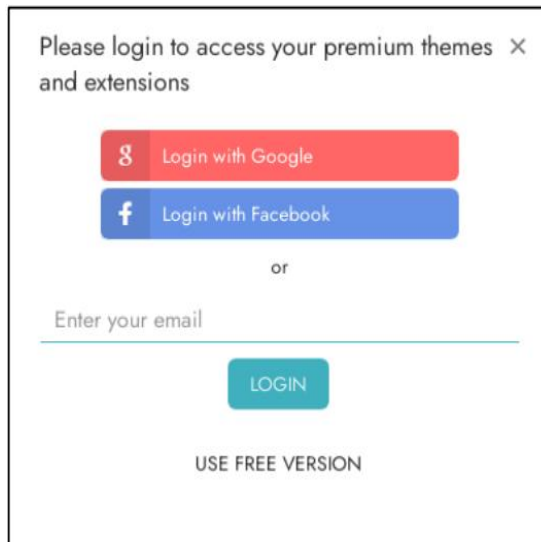 Please login to access your premium themes
and extensions
Login with Google
Login with Facebook
or
Enter your email
LOGIN
USE FREE VERSION